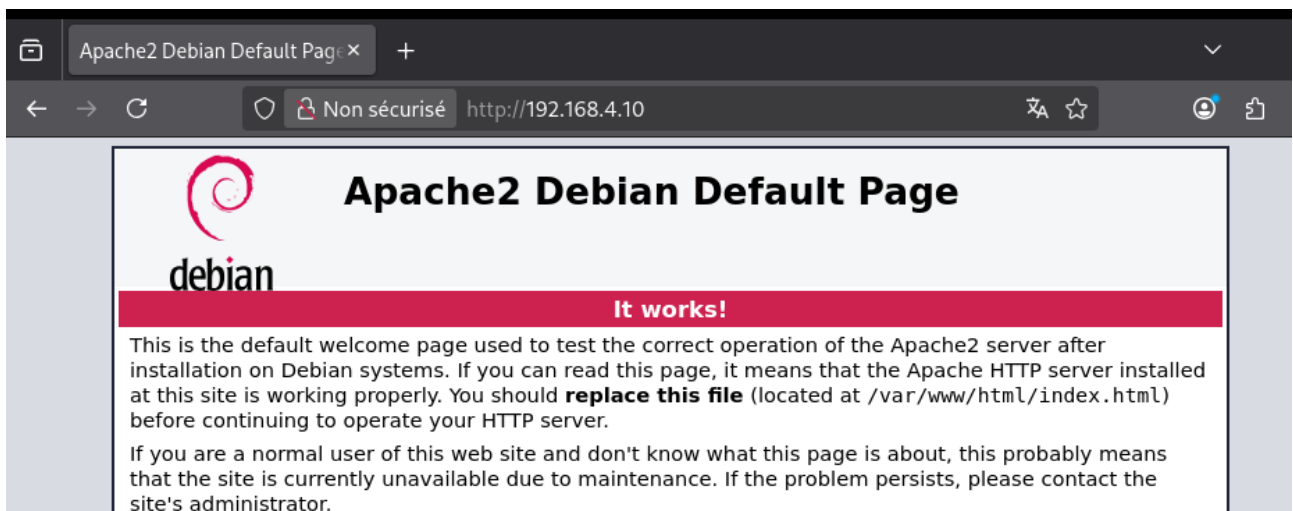 Apache2 Debian Default Page
Non sécurisé http://192.168.4.10
debian
Apache2 Debian Default Page
It works!
This is the default welcome page used to test the correct operation of the Apache2 server after
installation on Debian systems. If you can read this page, it means that the Apache HTTP server installed
at this site is working properly. You should replace this file (located at /var/www/html/index.html)
before continuing to operate your HTTP server.
If you are a normal user of this web site and don't know what this page is about, this probably means
that the site is currently unavailable due to maintenance. If the problem persists, please contact the
site's administrator.